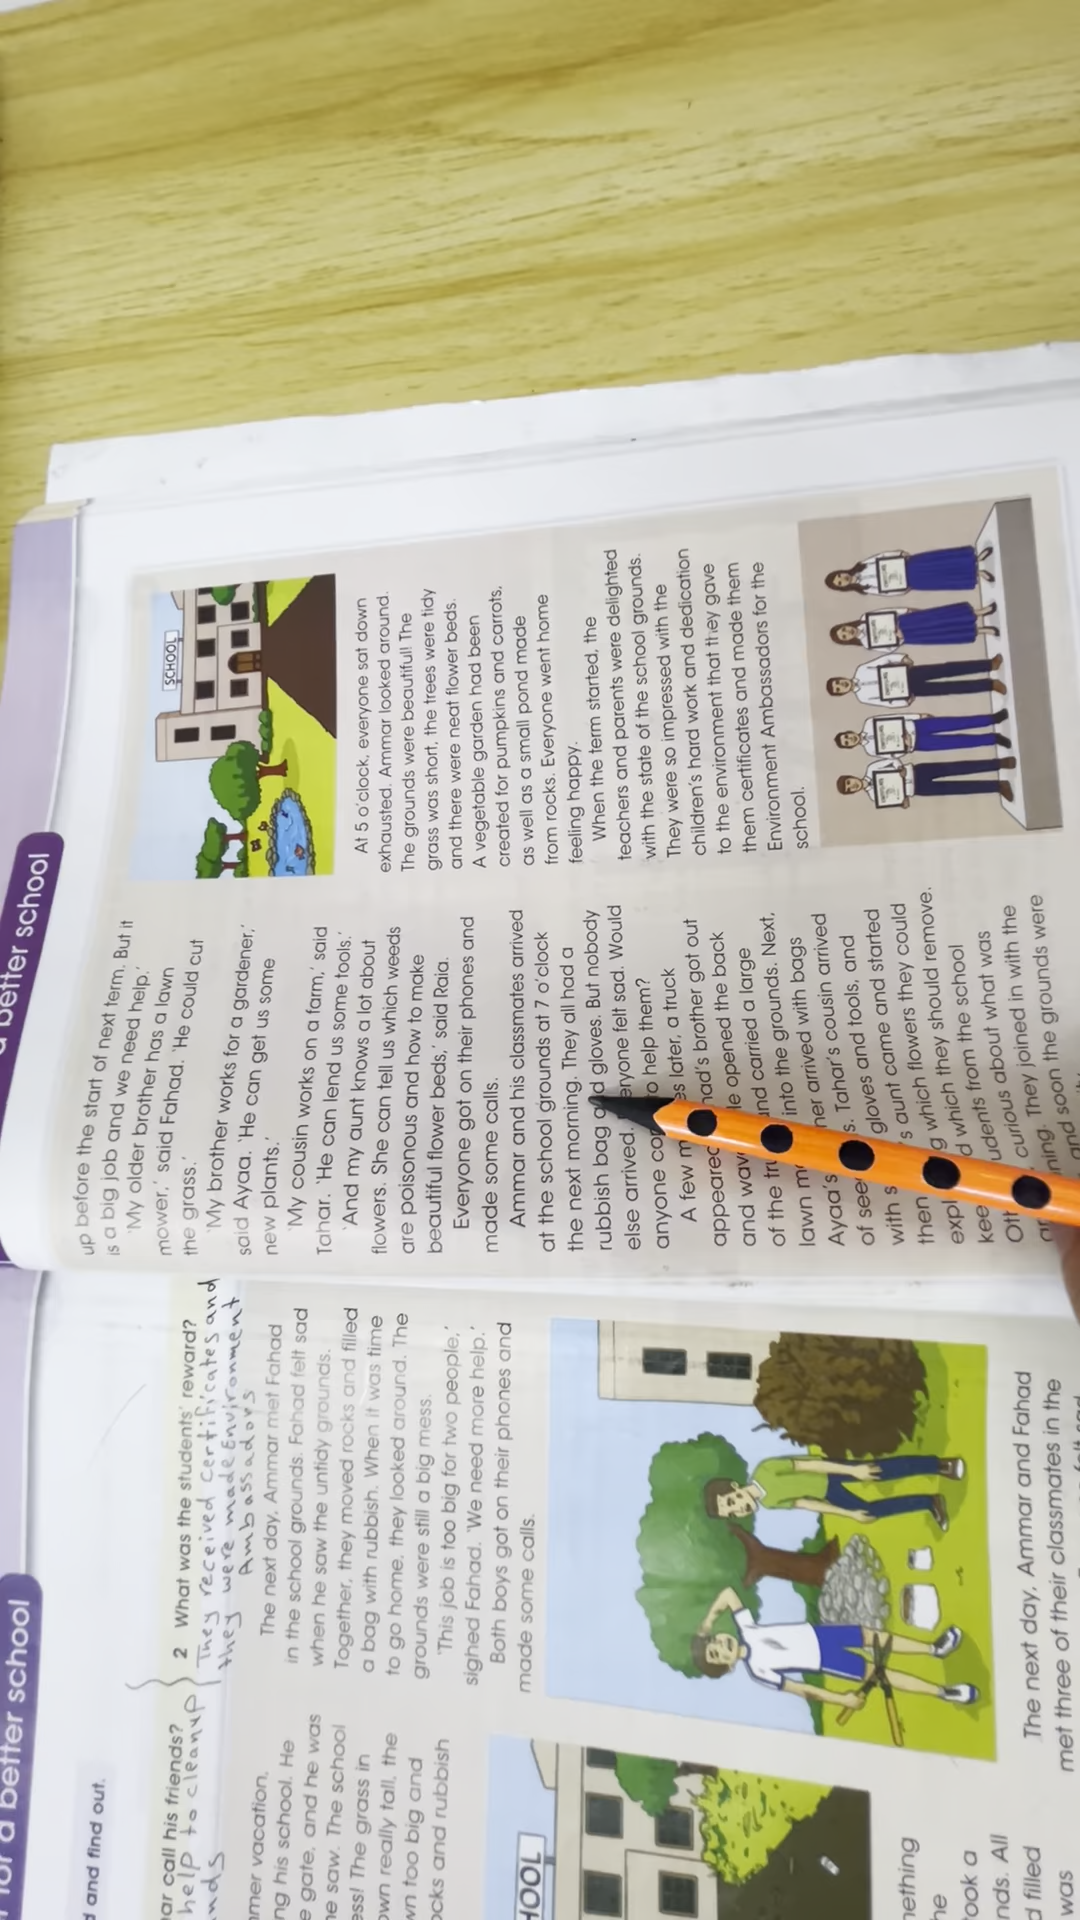 for a better school
d and find out.
ar call his friends?
help to cleanup
nds
mmer vacation,
ng his school. He
e gate, and he was
he saw. The school
ess! The grass in
own really tall, the
wn too big and
ocks and rubbish
HOOL
nething
he
ook a
nds. All
d filled
was
2 What was the students' reward?
They received certificates and
they were made Environment
Ambassadors
The next day, Ammar met Fahad
in the school grounds. Fahad felt sad
when he saw the untidy grounds.
Together, they moved rocks and filled
a bag with rubbish. When it was time
to go home, they looked around. The
grounds were still a big mess.
'This job is too big for two people,'
sighed Fahad. 'We need more help.'
Both boys got on their phones and
made some calls.
The next day, Ammar and Fahad
met three of their classmates in the
a better school
up before the start of next term. But it
is a big job and we need help.'
'My older brother has a lawn
mower,' said Fahad. 'He could cut
the grass.'
'My brother works for a gardener,'
said Ayaa. 'He can get us some
new plants.'
'My cousin works on a farm,' said
Tahar. 'He can lend us some tools.'
'And my aunt knows a lot about
flowers. She can tell us which weeds
are poisonous and how to make
beautiful flower beds,' said Raia.
Everyone got on their phones and
made some calls.
Ammar and his classmates arrived
at the school grounds at 7 o'clock
the next morning. They all had a
rubbish bag gloves. But nobody
else arrived. eryone felt sad. Would
anyone co o help them?
A few m es later, a truck
appeared had's brother got out
and wav le opened the back
of the tru and carried a large
lawn m into the grounds. Next,
Ayaa's ner arrived with bags
of see s. Tahar's cousin arrived
with s gloves and tools, and
then 's aunt came and started
expl g which flowers they could
kee d which they should remove.
Oth udents from the school
curious about what was
ning. They joined in with the
and soon the grounds were
SCHOOL
At 5 o'clock, everyone sat down
exhausted. Ammar looked around.
The grounds were beautiful! The
grass was short, the trees were tidy
and there were neat flower beds.
A vegetable garden had been
created for pumpkins and carrots,
as well as a small pond made
from rocks. Everyone went home
feeling happy.
When the term started, the
teachers and parents were delighted
with the state of the school grounds.
They were so impressed with the
children's hard work and dedication
to the environment that they gave
them certificates and made them
Environment Ambassadors for the
school.